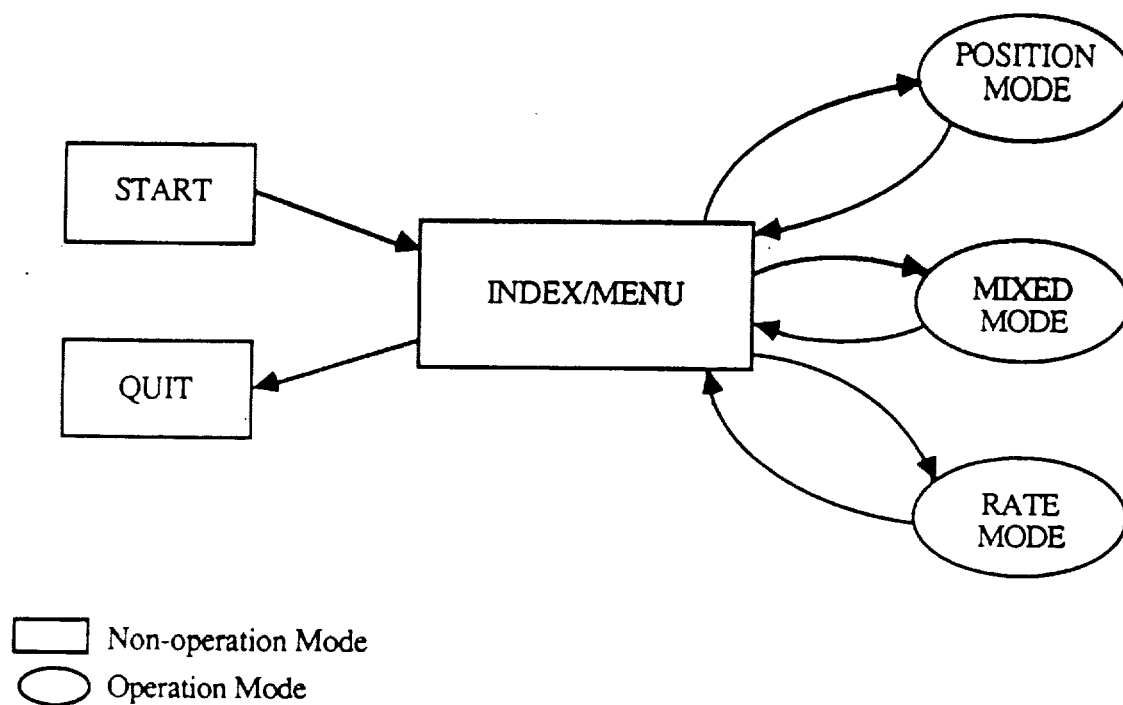 POSITION
MODE
START
INDEX/MENU
MIXED
MODE
QUIT
RATE
MODE
Non-operation Mode
Operation Mode